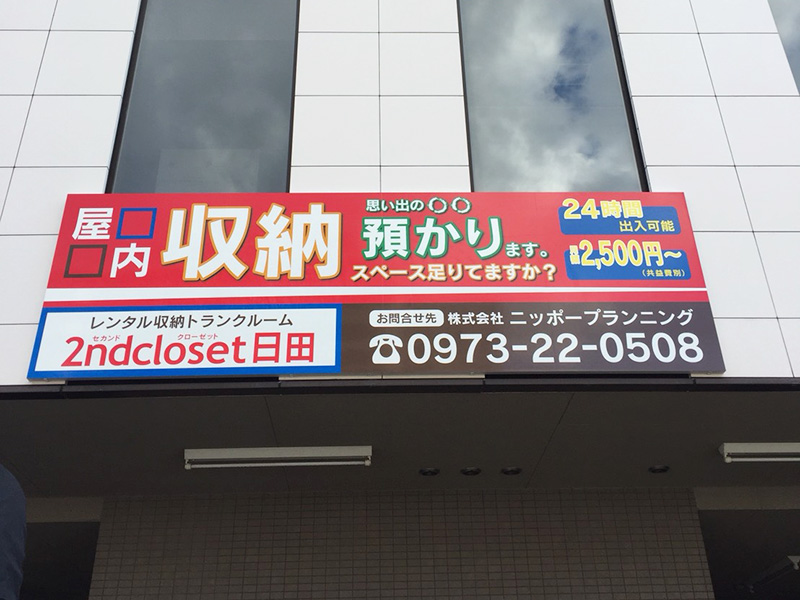 屋内
収納
思い出の○○
預かります。
スペース足りてますか？
24時間
出入可能
2,500円～
（共益費別）
レンタル収納トランクルーム
セカンド クローゼット
2ndcloset日田
お問合せ先 株式会社 ニッポープランニング
☎0973-22-0508